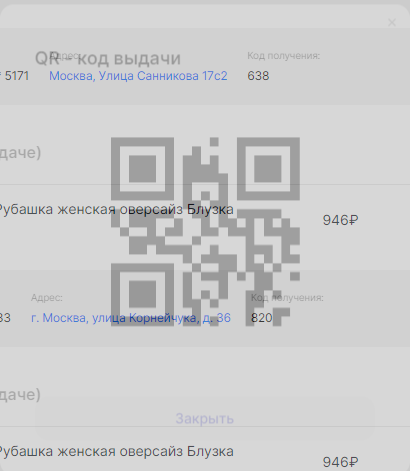 ×
QR - код выдачи
Адрес:
Код получения:
5171
Москва, Улица Санникова 17с2
638
даче)
Рубашка женская оверсайз Блузка
946₽
Адрес:
Код получения:
33
г. Москва, улица Корнейчука, д. 36
820
даче)
Закрыть
Рубашка женская оверсайз Блузка
946₽